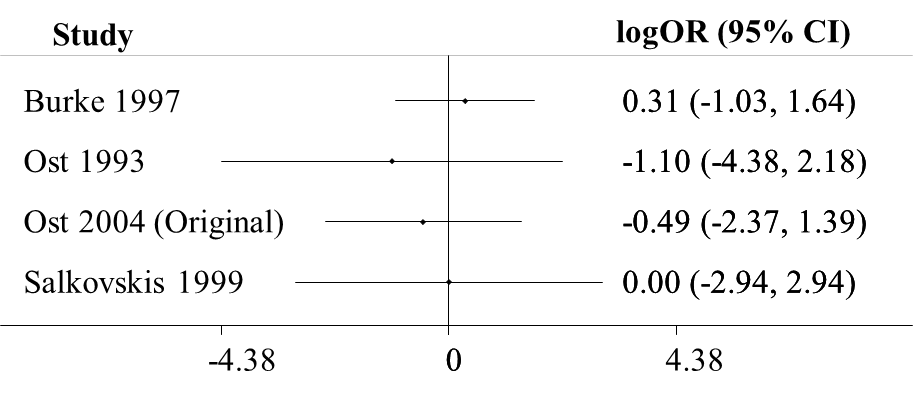 Study logOR (95% CI)
Burke 1997 0.31 (-1.03, 1.64)
Ost 1993 -1.10 (-4.38, 2.18)
Ost 2004 (Original) -0.49 (-2.37, 1.39)
Salkovskis 1999 0.00 (-2.94, 2.94)
-4.38 0 4.38